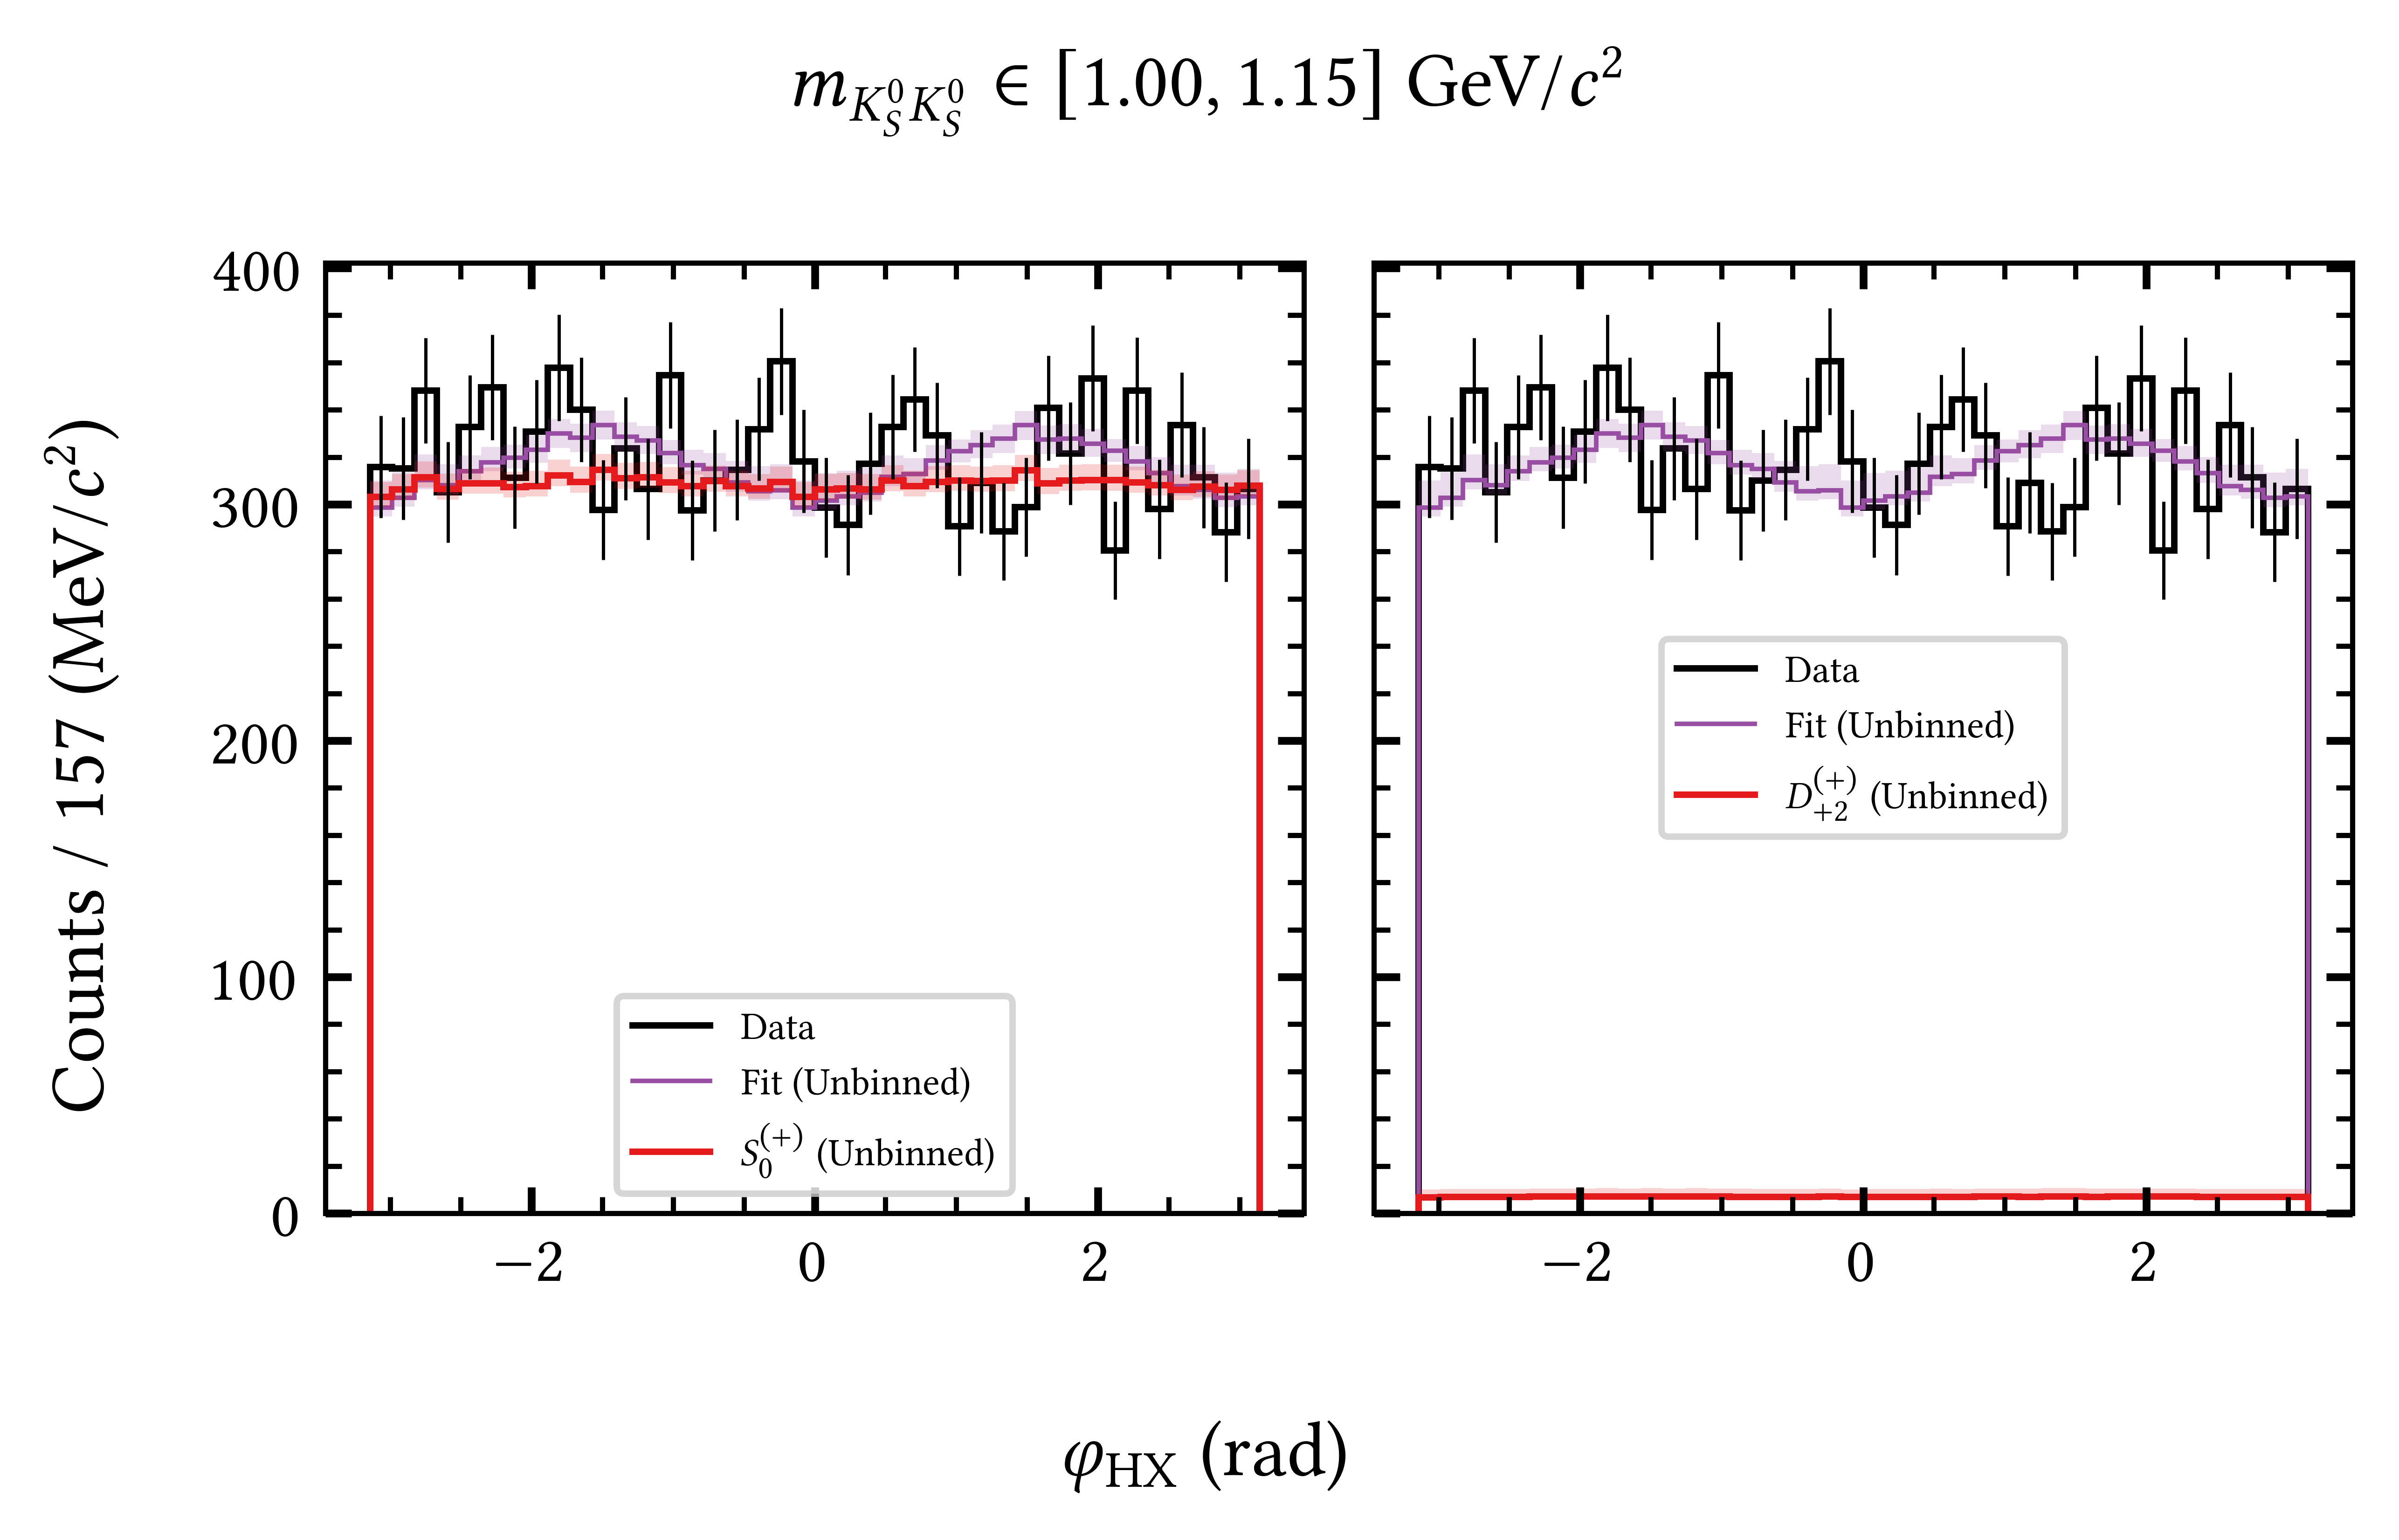 m_{K_S^0 K_S^0} ∈ [1.00, 1.15] GeV/c²
Counts / 157 (MeV/c²)
400
300
200
100
0
Data
Fit (Unbinned)
S_0^{(+)} (Unbinned)
Data
Fit (Unbinned)
D_{+2}^{(+)} (Unbinned)
−2 0 2
−2 0 2
φ_{HX} (rad)